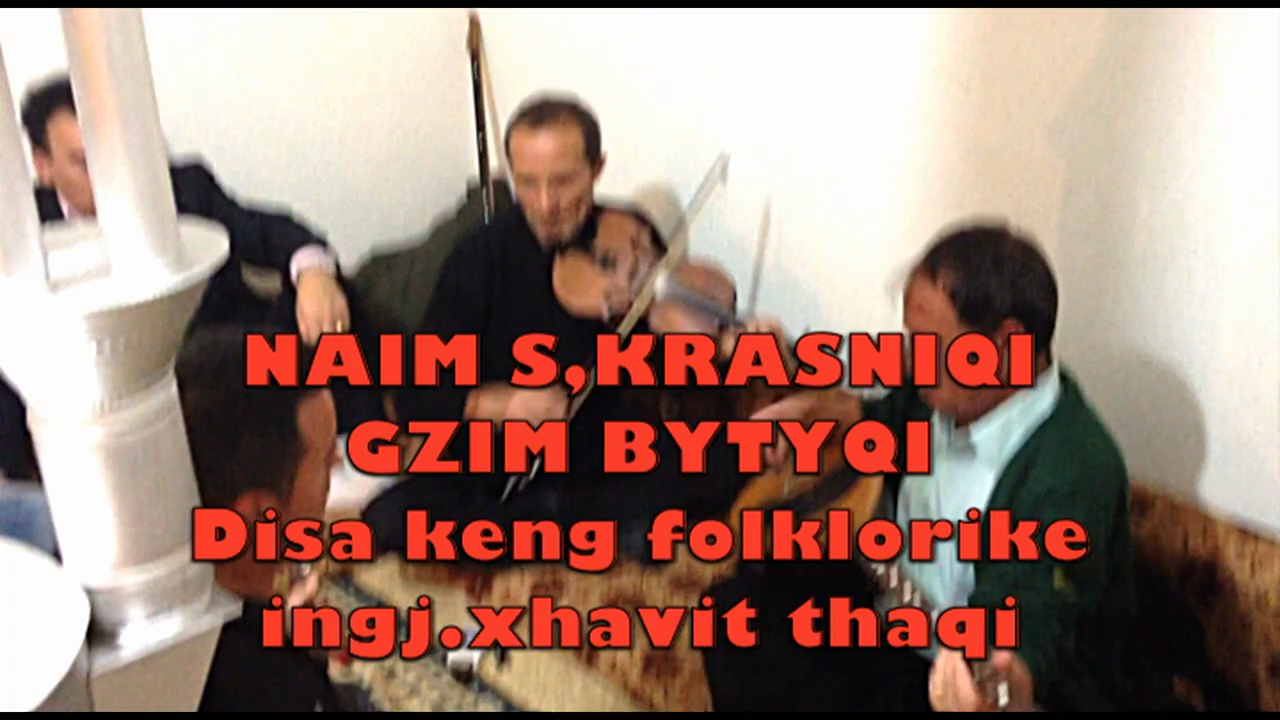 NAIM S,KRASNIQI
GZIM BYTYQI
Disa keng folklorike
ingj.xhavit thaqi